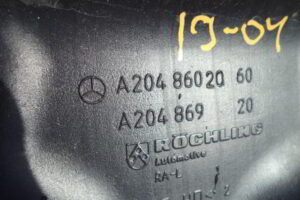 19-04
A204 860 20 60
A204 869 20
RÖCHLING
Automotive
RA-L